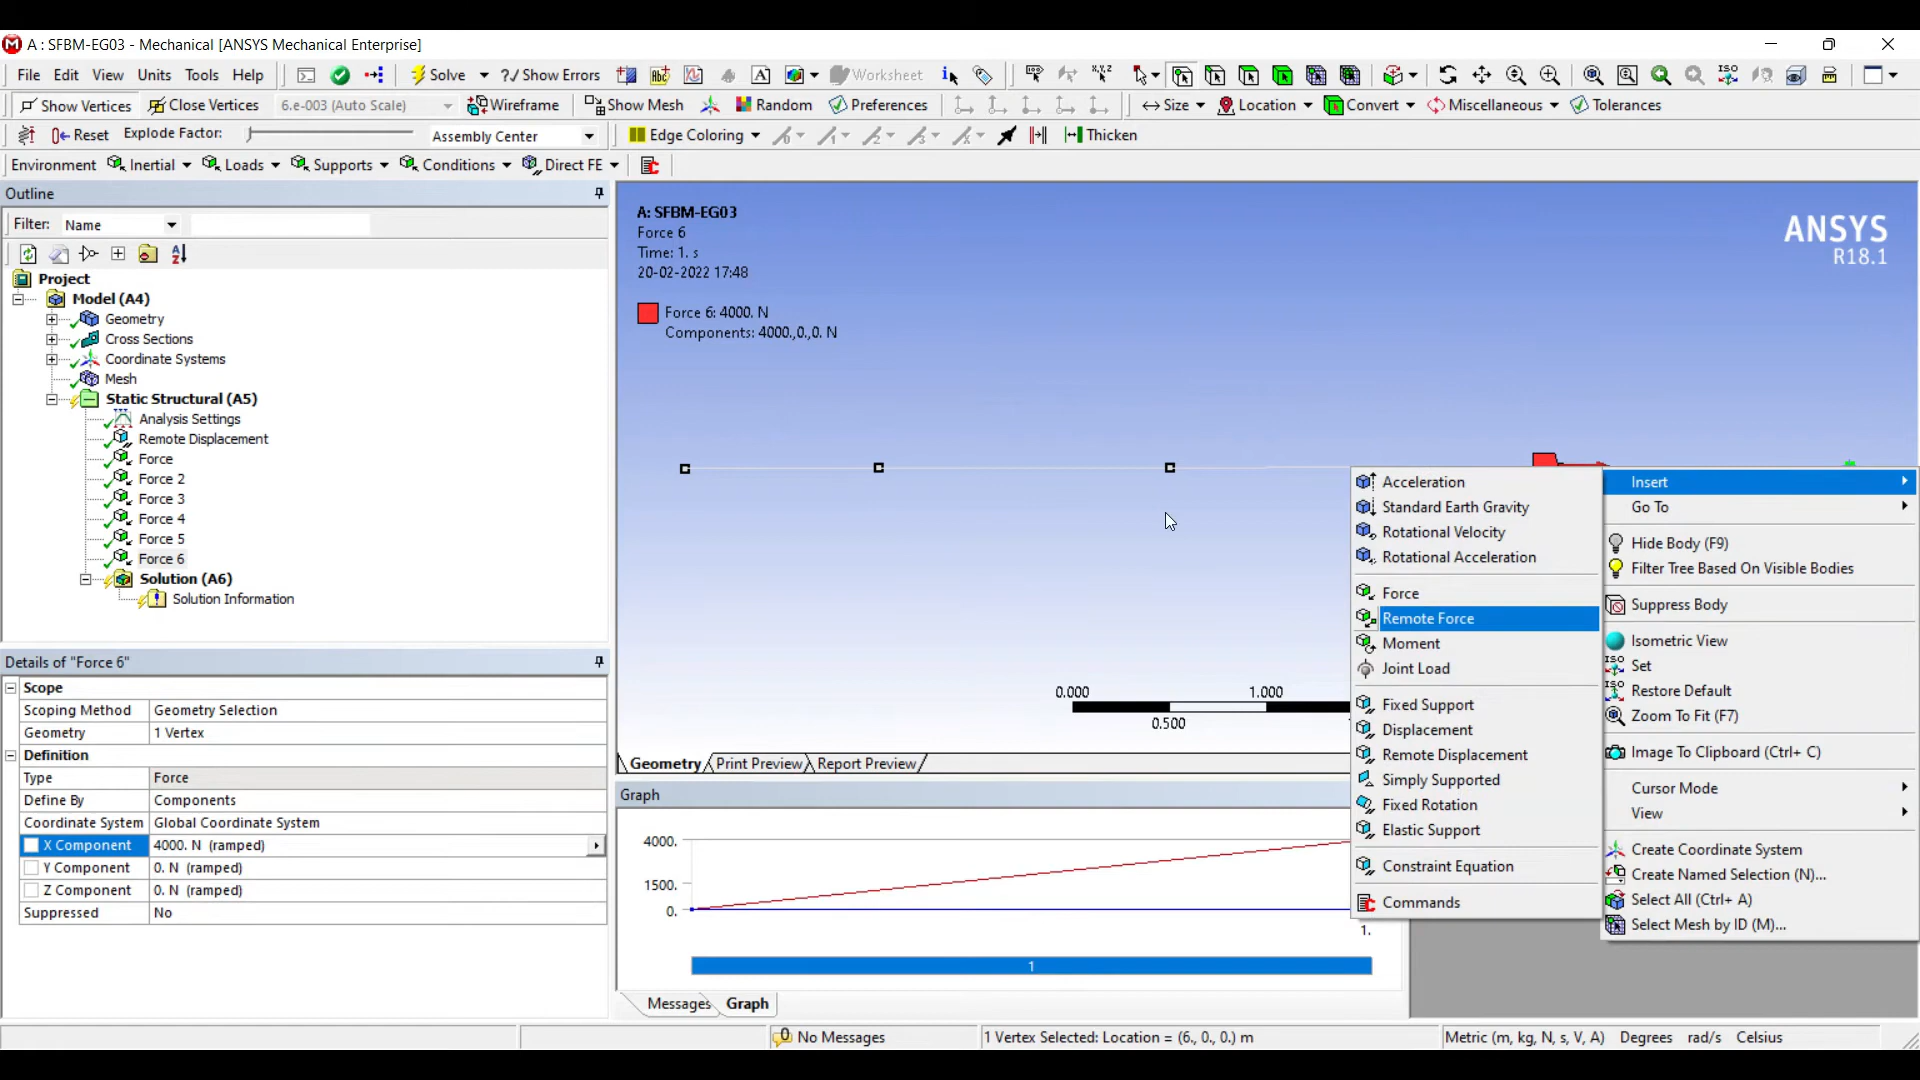 A : SFBM-EG03 - Mechanical [ANSYS Mechanical Enterprise]
File Edit View Units Tools Help Solve ?/ Show Errors Worksheet
Show Vertices Close Vertices 6.e-003 (Auto Scale) Wireframe Show Mesh Random Preferences Size Location Convert Miscellaneous Tolerances
Reset Explode Factor: Assembly Center Edge Coloring Thicken
Environment Inertial Loads Supports Conditions Direct FE
Outline
Filter: Name
Project
Model (A4)
Geometry
Cross Sections
Coordinate Systems
Mesh
Static Structural (A5)
Analysis Settings
Remote Displacement
Force
Force 2
Force 3
Force 4
Force 5
Force 6
Solution (A6)
Solution Information
Details of "Force 6"
Scope
Scoping Method Geometry Selection
Geometry 1 Vertex
Definition
Type Force
Define By Components
Coordinate System Global Coordinate System
X Component 4000. N (ramped)
Y Component 0. N (ramped)
Z Component 0. N (ramped)
Suppressed No
A: SFBM-EG03
Force 6
Time: 1. s
20-02-2022 17:48
Force 6: 4000. N
Components: 4000.,0.,0. N
ANSYS
R18.1
0.000 1.000
0.500
Geometry Print Preview Report Preview
Graph
4000.
1500.
0.
1.
1
Messages Graph
Acceleration
Standard Earth Gravity
Rotational Velocity
Rotational Acceleration
Force
Remote Force
Moment
Joint Load
Fixed Support
Displacement
Remote Displacement
Simply Supported
Fixed Rotation
Elastic Support
Constraint Equation
Commands
Insert
Go To
Hide Body (F9)
Filter Tree Based On Visible Bodies
Suppress Body
Isometric View
Set
Restore Default
Zoom To Fit (F7)
Image To Clipboard (Ctrl+ C)
Cursor Mode
View
Create Coordinate System
Create Named Selection (N)...
Select All (Ctrl+ A)
Select Mesh by ID (M)...
No Messages 1 Vertex Selected: Location = (6., 0., 0.) m Metric (m, kg, N, s, V, A) Degrees rad/s Celsius